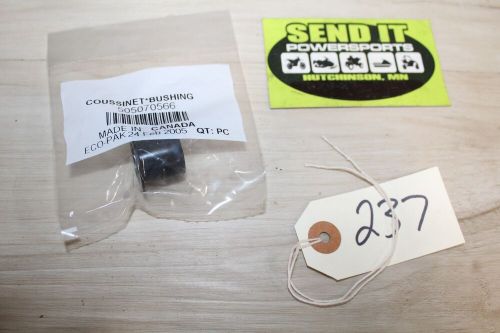 COUSSINET*BUSHING
505070566
MADE IN: CANADA
ECO-PAK 24 Feb 2005 QT: PC
SEND IT
POWERSPORTS
HUTCHINSON, MN
237